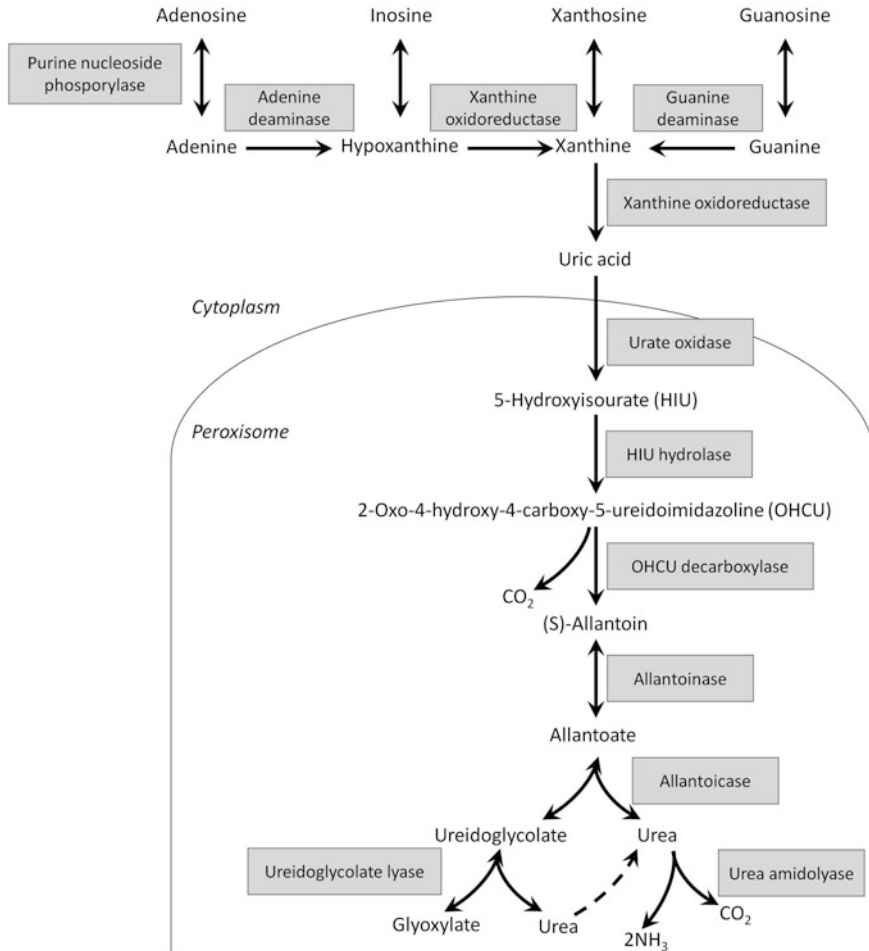 Adenosine
Inosine
Xanthosine
Guanosine
Purine nucleoside
phosporylase
Adenine
deaminase
Xanthine
oxidoreductase
Guanine
deaminase
Adenine
Hypoxanthine
Xanthine
Guanine
Xanthine oxidoreductase
Uric acid
Cytoplasm
Urate oxidase
5-Hydroxyisourate (HIU)
Peroxisome
HIU hydrolase
2-Oxo-4-hydroxy-4-carboxy-5-ureidoimidazoline (OHCU)
OHCU decarboxylase
CO₂
(S)-Allantoin
Allantoinase
Allantoate
Allantoicase
Ureidoglycolate
Urea
Ureidoglycolate lyase
Urea amidolyase
Glyoxylate
Urea
2NH₃
CO₂